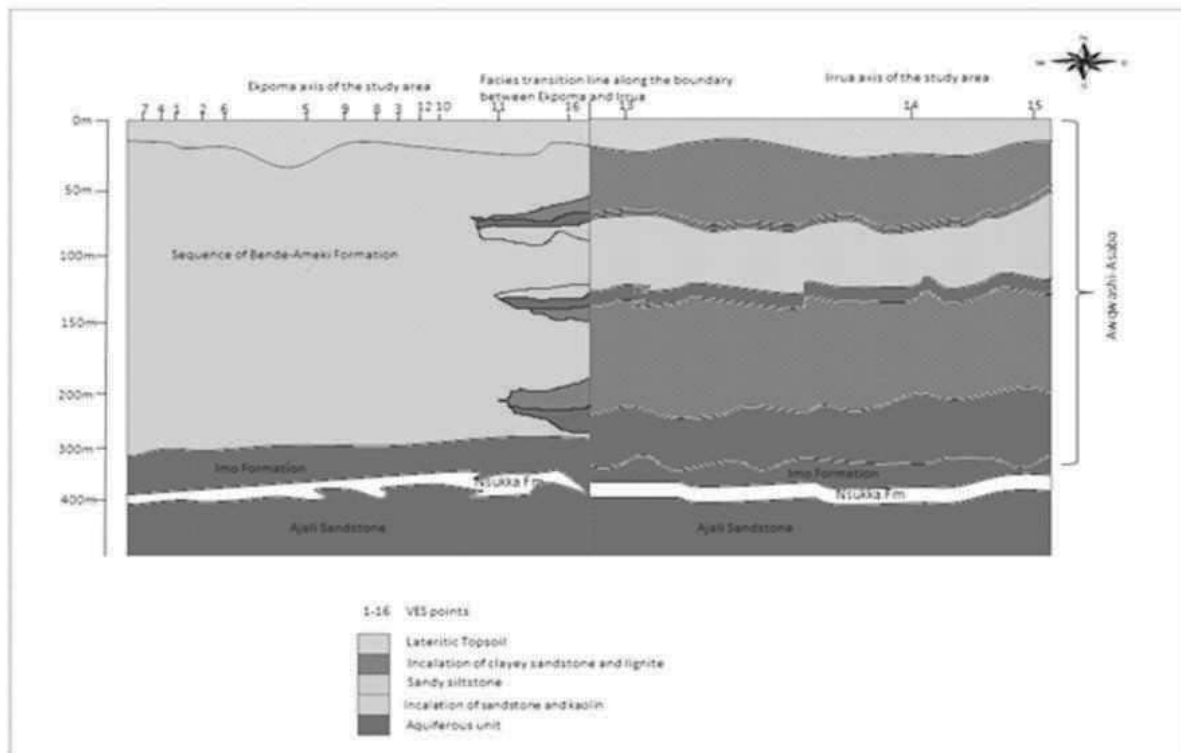 Ekpoma axis of the study area
Facies transition line along the boundary
between Ekpoma and Irrua
Irrua axis of the study area
7 4 1 2 6 5 9 8 3 12 10 11 16 13 14 15
0m
50m
100m
150m
200m
300m
400m
Sequence of Bende-Ameki Formation
Imo Formation
Nsukka Fm
Ajali Sandstone
Imo Formation
Nsukka Fm
Ajali Sandstone
1-16 VES points
Lateritic Topsoil
Incalation of clayey sandstone and lignite
Sandy siltstone
Incalation of sandstone and kaolin
Aquiferous unit